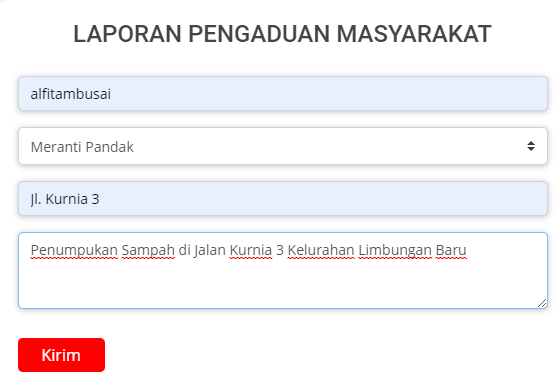 LAPORAN PENGADUAN MASYARAKAT
alfitambusai
Meranti Pandak
Jl. Kurnia 3
Penumpukan Sampah di Jalan Kurnia 3 Kelurahan Limbungan Baru
Kirim